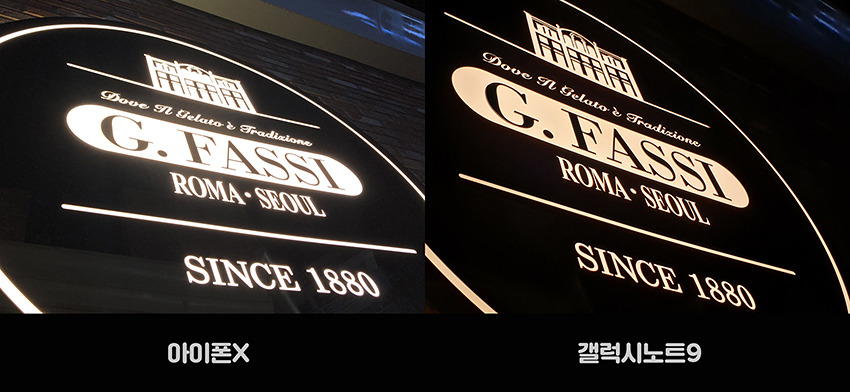 Dove Il Gelato è Tradizione
G. FASSI
ROMA · SEOUL
SINCE 1880
아이폰X
Dove Il Gelato è Tradizione
G. FASSI
ROMA · SEOUL
SINCE 1880
갤럭시노트9